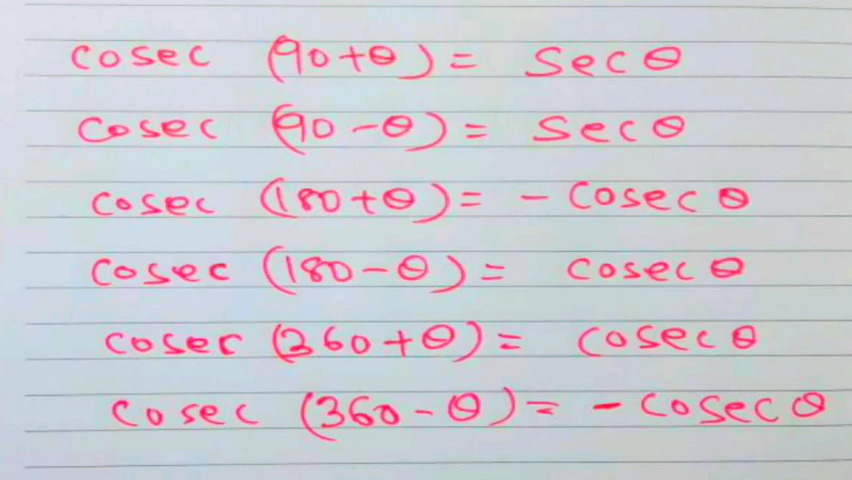 cosec (90+θ) = secθ
cosec (90-θ) = secθ
cosec (180+θ) = - cosecθ
cosec (180-θ) = cosecθ
cosec (360+θ) = cosecθ
cosec (360-θ) = - cosecθ